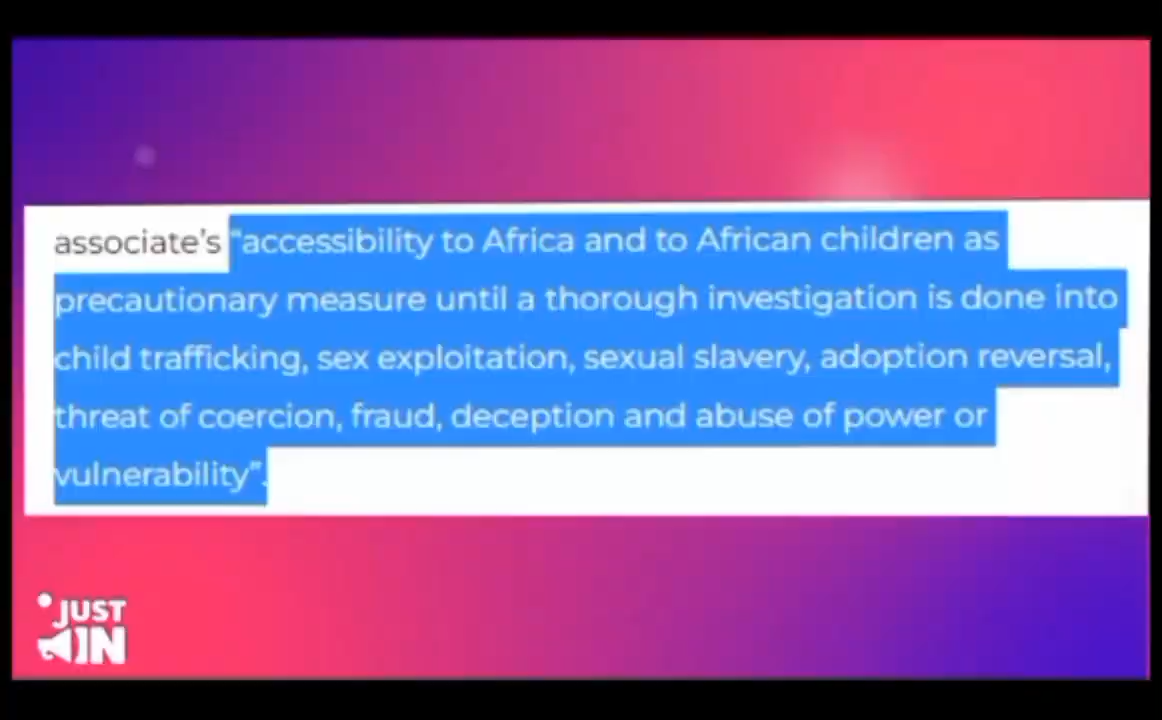 associate’s “accessibility to Africa and to African children as
precautionary measure until a thorough investigation is done into
child trafficking, sex exploitation, sexual slavery, adoption reversal,
threat of coercion, fraud, deception and abuse of power or
vulnerability”.
JUST
IN